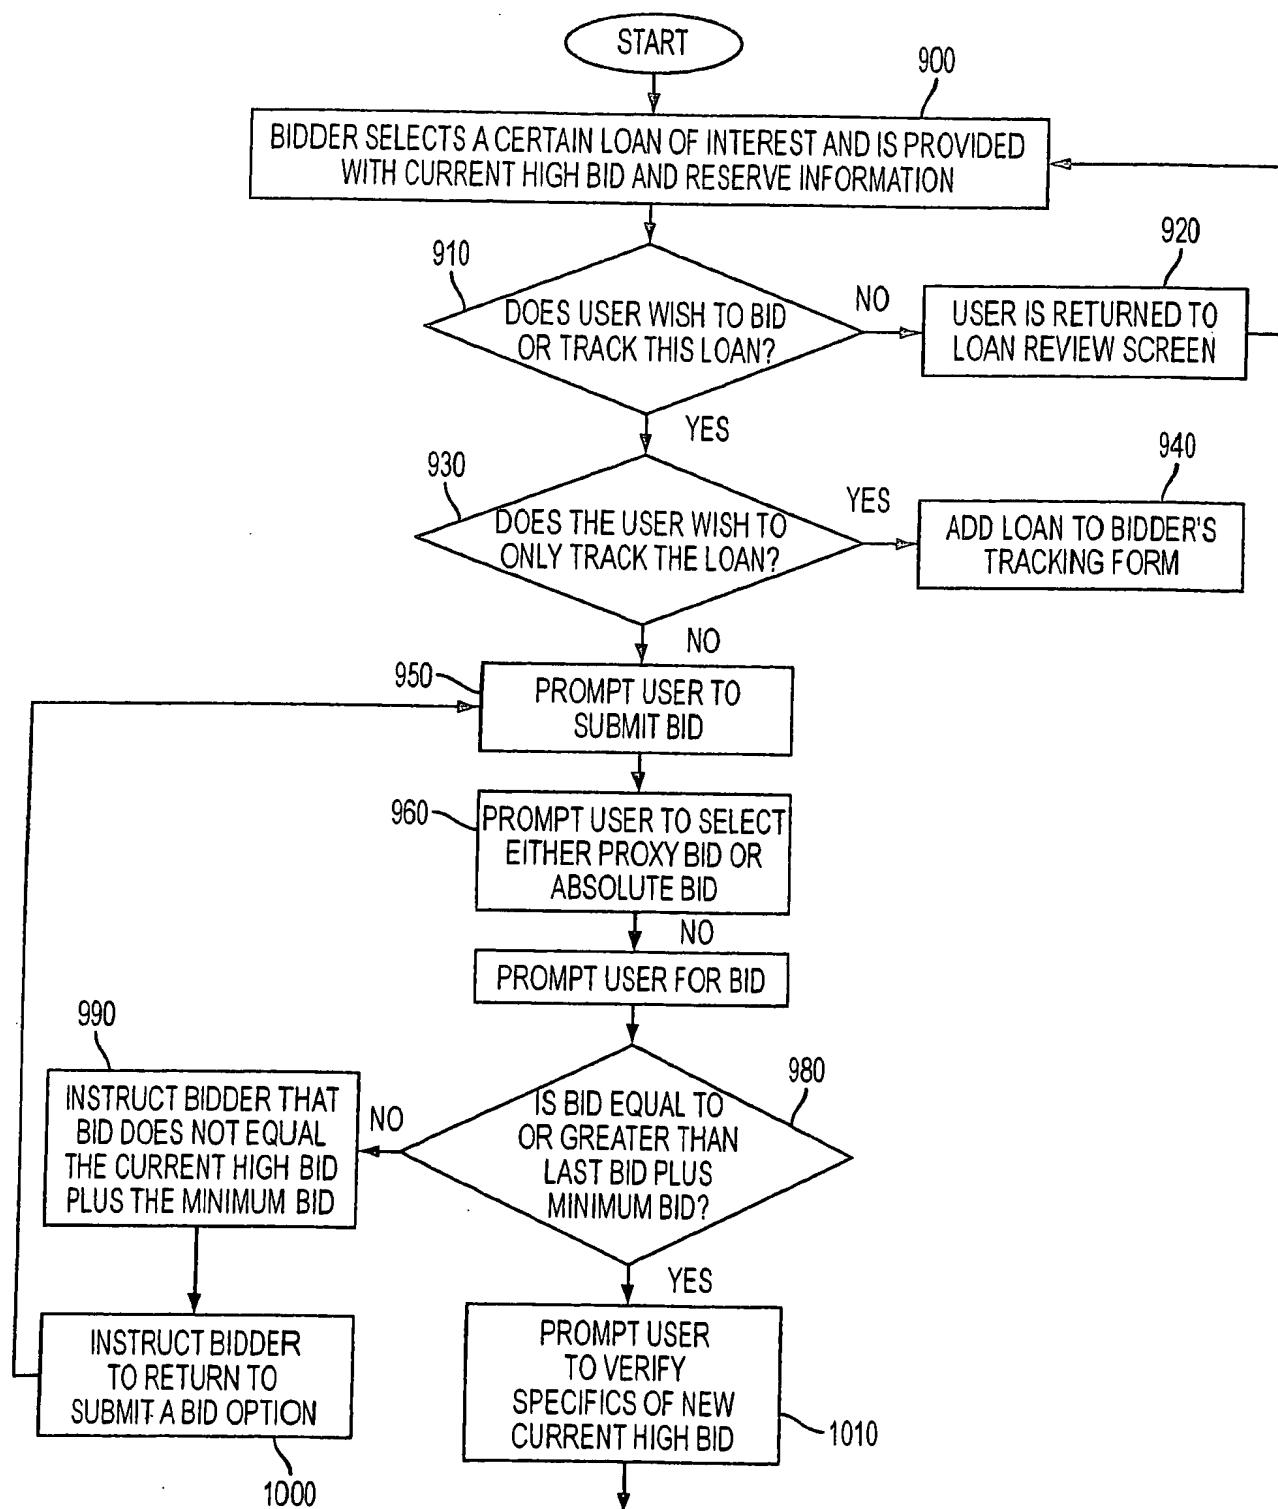 START
900
BIDDER SELECTS A CERTAIN LOAN OF INTEREST AND IS PROVIDED
WITH CURRENT HIGH BID AND RESERVE INFORMATION
910
DOES USER WISH TO BID
OR TRACK THIS LOAN?
NO
920
USER IS RETURNED TO
LOAN REVIEW SCREEN
YES
930
DOES THE USER WISH TO
ONLY TRACK THE LOAN?
YES
940
ADD LOAN TO BIDDER'S
TRACKING FORM
NO
950
PROMPT USER TO
SUBMIT BID
960
PROMPT USER TO SELECT
EITHER PROXY BID OR
ABSOLUTE BID
NO
PROMPT USER FOR BID
980
IS BID EQUAL TO
OR GREATER THAN
LAST BID PLUS
MINIMUM BID?
NO
990
INSTRUCT BIDDER THAT
BID DOES NOT EQUAL
THE CURRENT HIGH BID
PLUS THE MINIMUM BID
YES
INSTRUCT BIDDER
TO RETURN TO
SUBMIT A BID OPTION
1000
PROMPT USER
TO VERIFY
SPECIFICS OF NEW
CURRENT HIGH BID
1010